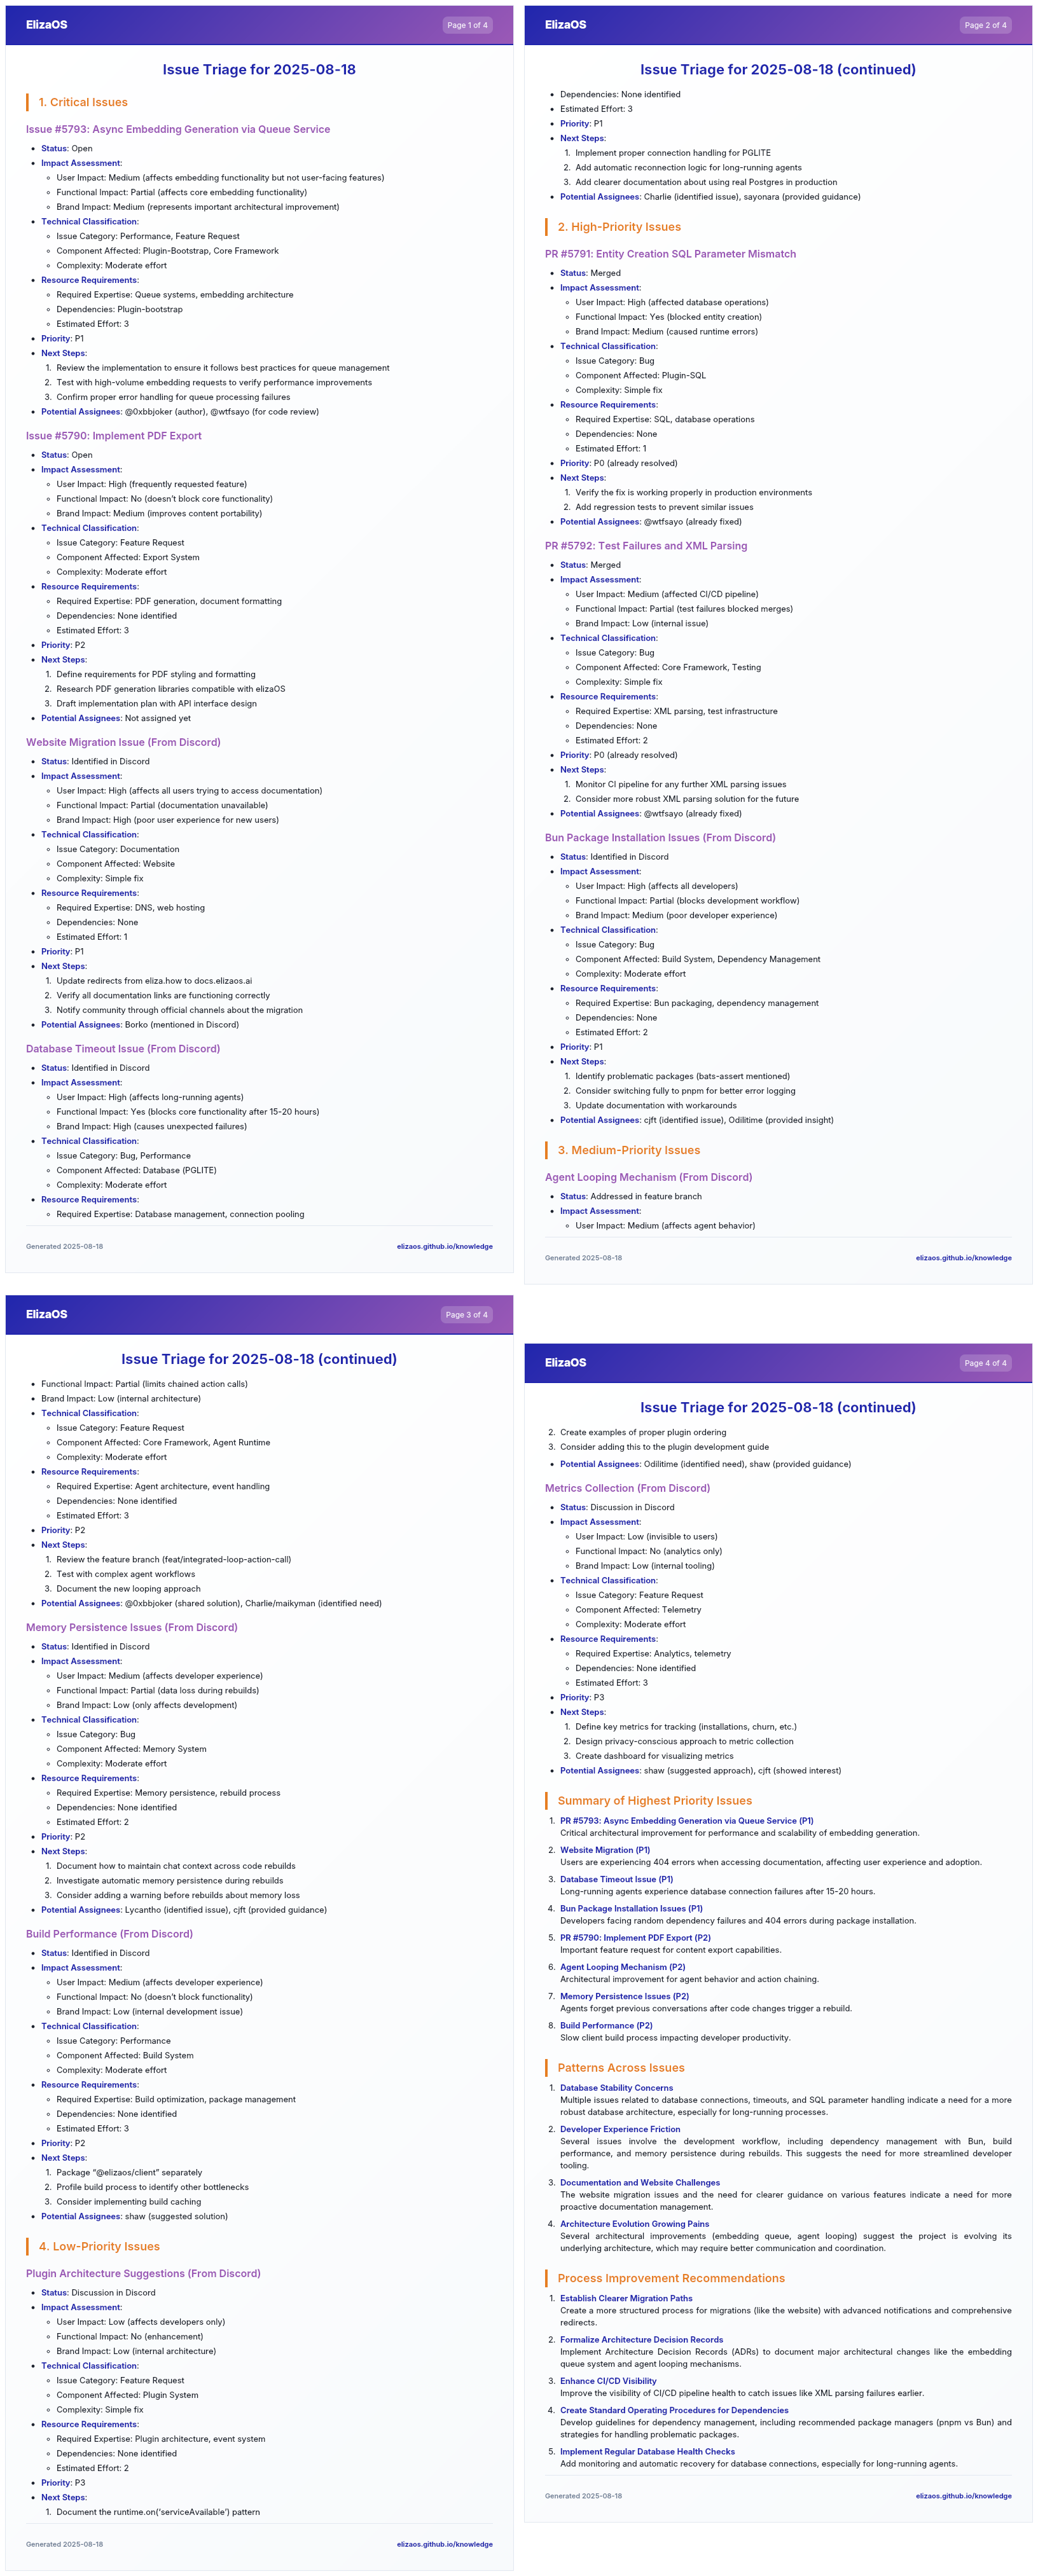 ElizaOS
Page 1 of 4
Issue Triage for 2025-08-18
1. Critical Issues
Issue #5793: Async Embedding Generation via Queue Service
• Status: Open
• Impact Assessment:
◦ User Impact: Medium (affects embedding functionality but not user-facing features)
◦ Functional Impact: Partial (affects core embedding functionality)
◦ Brand Impact: Medium (represents important architectural improvement)
• Technical Classification:
◦ Issue Category: Performance, Feature Request
◦ Component Affected: Plugin-Bootstrap, Core Framework
◦ Complexity: Moderate effort
• Resource Requirements:
◦ Required Expertise: Queue systems, embedding architecture
◦ Dependencies: Plugin-bootstrap
◦ Estimated Effort: 3
• Priority: P1
• Next Steps:
1. Review the implementation to ensure it follows best practices for queue management
2. Test with high-volume embedding requests to verify performance improvements
3. Confirm proper error handling for queue processing failures
• Potential Assignees: @0xbbjoker (author), @wtfsayo (for code review)
Issue #5790: Implement PDF Export
• Status: Open
• Impact Assessment:
◦ User Impact: High (frequently requested feature)
◦ Functional Impact: No (doesn’t block core functionality)
◦ Brand Impact: Medium (improves content portability)
• Technical Classification:
◦ Issue Category: Feature Request
◦ Component Affected: Export System
◦ Complexity: Moderate effort
• Resource Requirements:
◦ Required Expertise: PDF generation, document formatting
◦ Dependencies: None identified
◦ Estimated Effort: 3
• Priority: P2
• Next Steps:
1. Define requirements for PDF styling and formatting
2. Research PDF generation libraries compatible with elizaOS
3. Draft implementation plan with API interface design
• Potential Assignees: Not assigned yet
Website Migration Issue (From Discord)
• Status: Identified in Discord
• Impact Assessment:
◦ User Impact: High (affects all users trying to access documentation)
◦ Functional Impact: Partial (documentation unavailable)
◦ Brand Impact: High (poor user experience for new users)
• Technical Classification:
◦ Issue Category: Documentation
◦ Component Affected: Website
◦ Complexity: Simple fix
• Resource Requirements:
◦ Required Expertise: DNS, web hosting
◦ Dependencies: None
◦ Estimated Effort: 1
• Priority: P1
• Next Steps:
1. Update redirects from eliza.how to docs.elizaos.ai
2. Verify all documentation links are functioning correctly
3. Notify community through official channels about the migration
• Potential Assignees: Borko (mentioned in Discord)
Database Timeout Issue (From Discord)
• Status: Identified in Discord
• Impact Assessment:
◦ User Impact: High (affects long-running agents)
◦ Functional Impact: Yes (blocks core functionality after 15-20 hours)
◦ Brand Impact: High (causes unexpected failures)
• Technical Classification:
◦ Issue Category: Bug, Performance
◦ Component Affected: Database (PGLITE)
◦ Complexity: Moderate effort
• Resource Requirements:
◦ Required Expertise: Database management, connection pooling
Generated 2025-08-18
elizaos.github.io/knowledge
ElizaOS
Page 2 of 4
Issue Triage for 2025-08-18 (continued)
• Dependencies: None identified
• Estimated Effort: 3
• Priority: P1
• Next Steps:
1. Implement proper connection handling for PGLITE
2. Add automatic reconnection logic for long-running agents
3. Add clearer documentation about using real Postgres in production
• Potential Assignees: Charlie (identified issue), sayonara (provided guidance)
2. High-Priority Issues
PR #5791: Entity Creation SQL Parameter Mismatch
• Status: Merged
• Impact Assessment:
◦ User Impact: High (affected database operations)
◦ Functional Impact: Yes (blocked entity creation)
◦ Brand Impact: Medium (caused runtime errors)
• Technical Classification:
◦ Issue Category: Bug
◦ Component Affected: Plugin-SQL
◦ Complexity: Simple fix
• Resource Requirements:
◦ Required Expertise: SQL, database operations
◦ Dependencies: None
◦ Estimated Effort: 1
• Priority: P0 (already resolved)
• Next Steps:
1. Verify the fix is working properly in production environments
2. Add regression tests to prevent similar issues
• Potential Assignees: @wtfsayo (already fixed)
PR #5792: Test Failures and XML Parsing
• Status: Merged
• Impact Assessment:
◦ User Impact: Medium (affected CI/CD pipeline)
◦ Functional Impact: Partial (test failures blocked merges)
◦ Brand Impact: Low (internal issue)
• Technical Classification:
◦ Issue Category: Bug
◦ Component Affected: Core Framework, Testing
◦ Complexity: Simple fix
• Resource Requirements:
◦ Required Expertise: XML parsing, test infrastructure
◦ Dependencies: None
◦ Estimated Effort: 2
• Priority: P0 (already resolved)
• Next Steps:
1. Monitor CI pipeline for any further XML parsing issues
2. Consider more robust XML parsing solution for the future
• Potential Assignees: @wtfsayo (already fixed)
Bun Package Installation Issues (From Discord)
• Status: Identified in Discord
• Impact Assessment:
◦ User Impact: High (affects all developers)
◦ Functional Impact: Partial (blocks development workflow)
◦ Brand Impact: Medium (poor developer experience)
• Technical Classification:
◦ Issue Category: Bug
◦ Component Affected: Build System, Dependency Management
◦ Complexity: Moderate effort
• Resource Requirements:
◦ Required Expertise: Bun packaging, dependency management
◦ Dependencies: None
◦ Estimated Effort: 2
• Priority: P1
• Next Steps:
1. Identify problematic packages (bats-assert mentioned)
2. Consider switching fully to pnpm for better error logging
3. Update documentation with workarounds
• Potential Assignees: cjft (identified issue), Odilitime (provided insight)
3. Medium-Priority Issues
Agent Looping Mechanism (From Discord)
• Status: Addressed in feature branch
• Impact Assessment:
◦ User Impact: Medium (affects agent behavior)
Generated 2025-08-18
elizaos.github.io/knowledge
ElizaOS
Page 3 of 4
Issue Triage for 2025-08-18 (continued)
• Functional Impact: Partial (limits chained action calls)
• Brand Impact: Low (internal architecture)
• Technical Classification:
◦ Issue Category: Feature Request
◦ Component Affected: Core Framework, Agent Runtime
◦ Complexity: Moderate effort
• Resource Requirements:
◦ Required Expertise: Agent architecture, event handling
◦ Dependencies: None identified
◦ Estimated Effort: 3
• Priority: P2
• Next Steps:
1. Review the feature branch (feat/integrated-loop-action-call)
2. Test with complex agent workflows
3. Document the new looping approach
• Potential Assignees: @0xbbjoker (shared solution), Charlie/maikyman (identified need)
Memory Persistence Issues (From Discord)
• Status: Identified in Discord
• Impact Assessment:
◦ User Impact: Medium (affects developer experience)
◦ Functional Impact: Partial (data loss during rebuilds)
◦ Brand Impact: Low (only affects development)
• Technical Classification:
◦ Issue Category: Bug
◦ Component Affected: Memory System
◦ Complexity: Moderate effort
• Resource Requirements:
◦ Required Expertise: Memory persistence, rebuild process
◦ Dependencies: None identified
◦ Estimated Effort: 2
• Priority: P2
• Next Steps:
1. Document how to maintain chat context across code rebuilds
2. Investigate automatic memory persistence during rebuilds
3. Consider adding a warning before rebuilds about memory loss
• Potential Assignees: Lycantho (identified issue), cjft (provided guidance)
Build Performance (From Discord)
• Status: Identified in Discord
• Impact Assessment:
◦ User Impact: Medium (affects developer experience)
◦ Functional Impact: No (doesn’t block functionality)
◦ Brand Impact: Low (internal development issue)
• Technical Classification:
◦ Issue Category: Performance
◦ Component Affected: Build System
◦ Complexity: Moderate effort
• Resource Requirements:
◦ Required Expertise: Build optimization, package management
◦ Dependencies: None identified
◦ Estimated Effort: 3
• Priority: P2
• Next Steps:
1. Package “@elizaos/client” separately
2. Profile build process to identify other bottlenecks
3. Consider implementing build caching
• Potential Assignees: shaw (suggested solution)
4. Low-Priority Issues
Plugin Architecture Suggestions (From Discord)
• Status: Discussion in Discord
• Impact Assessment:
◦ User Impact: Low (affects developers only)
◦ Functional Impact: No (enhancement)
◦ Brand Impact: Low (internal architecture)
• Technical Classification:
◦ Issue Category: Feature Request
◦ Component Affected: Plugin System
◦ Complexity: Simple fix
• Resource Requirements:
◦ Required Expertise: Plugin architecture, event system
◦ Dependencies: None identified
◦ Estimated Effort: 2
• Priority: P3
• Next Steps:
1. Document the runtime.on(‘serviceAvailable’) pattern
Generated 2025-08-18
elizaos.github.io/knowledge
ElizaOS
Page 4 of 4
Issue Triage for 2025-08-18 (continued)
2. Create examples of proper plugin ordering
3. Consider adding this to the plugin development guide
• Potential Assignees: Odilitime (identified need), shaw (provided guidance)
Metrics Collection (From Discord)
• Status: Discussion in Discord
• Impact Assessment:
◦ User Impact: Low (invisible to users)
◦ Functional Impact: No (analytics only)
◦ Brand Impact: Low (internal tooling)
• Technical Classification:
◦ Issue Category: Feature Request
◦ Component Affected: Telemetry
◦ Complexity: Moderate effort
• Resource Requirements:
◦ Required Expertise: Analytics, telemetry
◦ Dependencies: None identified
◦ Estimated Effort: 3
• Priority: P3
• Next Steps:
1. Define key metrics for tracking (installations, churn, etc.)
2. Design privacy-conscious approach to metric collection
3. Create dashboard for visualizing metrics
• Potential Assignees: shaw (suggested approach), cjft (showed interest)
Summary of Highest Priority Issues
1. PR #5793: Async Embedding Generation via Queue Service (P1)
Critical architectural improvement for performance and scalability of embedding generation.
2. Website Migration (P1)
Users are experiencing 404 errors when accessing documentation, affecting user experience and adoption.
3. Database Timeout Issue (P1)
Long-running agents experience database connection failures after 15-20 hours.
4. Bun Package Installation Issues (P1)
Developers facing random dependency failures and 404 errors during package installation.
5. PR #5790: Implement PDF Export (P2)
Important feature request for content export capabilities.
6. Agent Looping Mechanism (P2)
Architectural improvement for agent behavior and action chaining.
7. Memory Persistence Issues (P2)
Agents forget previous conversations after code changes trigger a rebuild.
8. Build Performance (P2)
Slow client build process impacting developer productivity.
Patterns Across Issues
1. Database Stability Concerns
Multiple issues related to database connections, timeouts, and SQL parameter handling indicate a need for a more
robust database architecture, especially for long-running processes.
2. Developer Experience Friction
Several issues involve the development workflow, including dependency management with Bun, build
performance, and memory persistence during rebuilds. This suggests the need for more streamlined developer
tooling.
3. Documentation and Website Challenges
The website migration issues and the need for clearer guidance on various features indicate a need for more
proactive documentation management.
4. Architecture Evolution Growing Pains
Several architectural improvements (embedding queue, agent looping) suggest the project is evolving its
underlying architecture, which may require better communication and coordination.
Process Improvement Recommendations
1. Establish Clearer Migration Paths
Create a more structured process for migrations (like the website) with advanced notifications and comprehensive
redirects.
2. Formalize Architecture Decision Records
Implement Architecture Decision Records (ADRs) to document major architectural changes like the embedding
queue system and agent looping mechanisms.
3. Enhance CI/CD Visibility
Improve the visibility of CI/CD pipeline health to catch issues like XML parsing failures earlier.
4. Create Standard Operating Procedures for Dependencies
Develop guidelines for dependency management, including recommended package managers (pnpm vs Bun) and
strategies for handling problematic packages.
5. Implement Regular Database Health Checks
Add monitoring and automatic recovery for database connections, especially for long-running agents.
Generated 2025-08-18
elizaos.github.io/knowledge